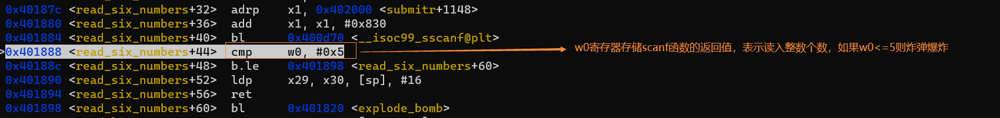 0x40187c <read_six_numbers+32> adrp x1, 0x402000 <submitr+1148>
0x401880 <read_six_numbers+36> add x1, x1, #0x830
0x401884 <read_six_numbers+40> bl 0x400d70 <__isoc99_sscanf@plt>
>0x401888 <read_six_numbers+44> cmp w0, #0x5 w0寄存器存储scanf函数的返回值，表示读入整数个数，如果w0<=5则炸弹爆炸
0x40188c <read_six_numbers+48> b.le 0x401898 <read_six_numbers+60>
0x401890 <read_six_numbers+52> ldp x29, x30, [sp], #16
0x401894 <read_six_numbers+56> ret
0x401898 <read_six_numbers+60> bl 0x401820 <explode_bomb>